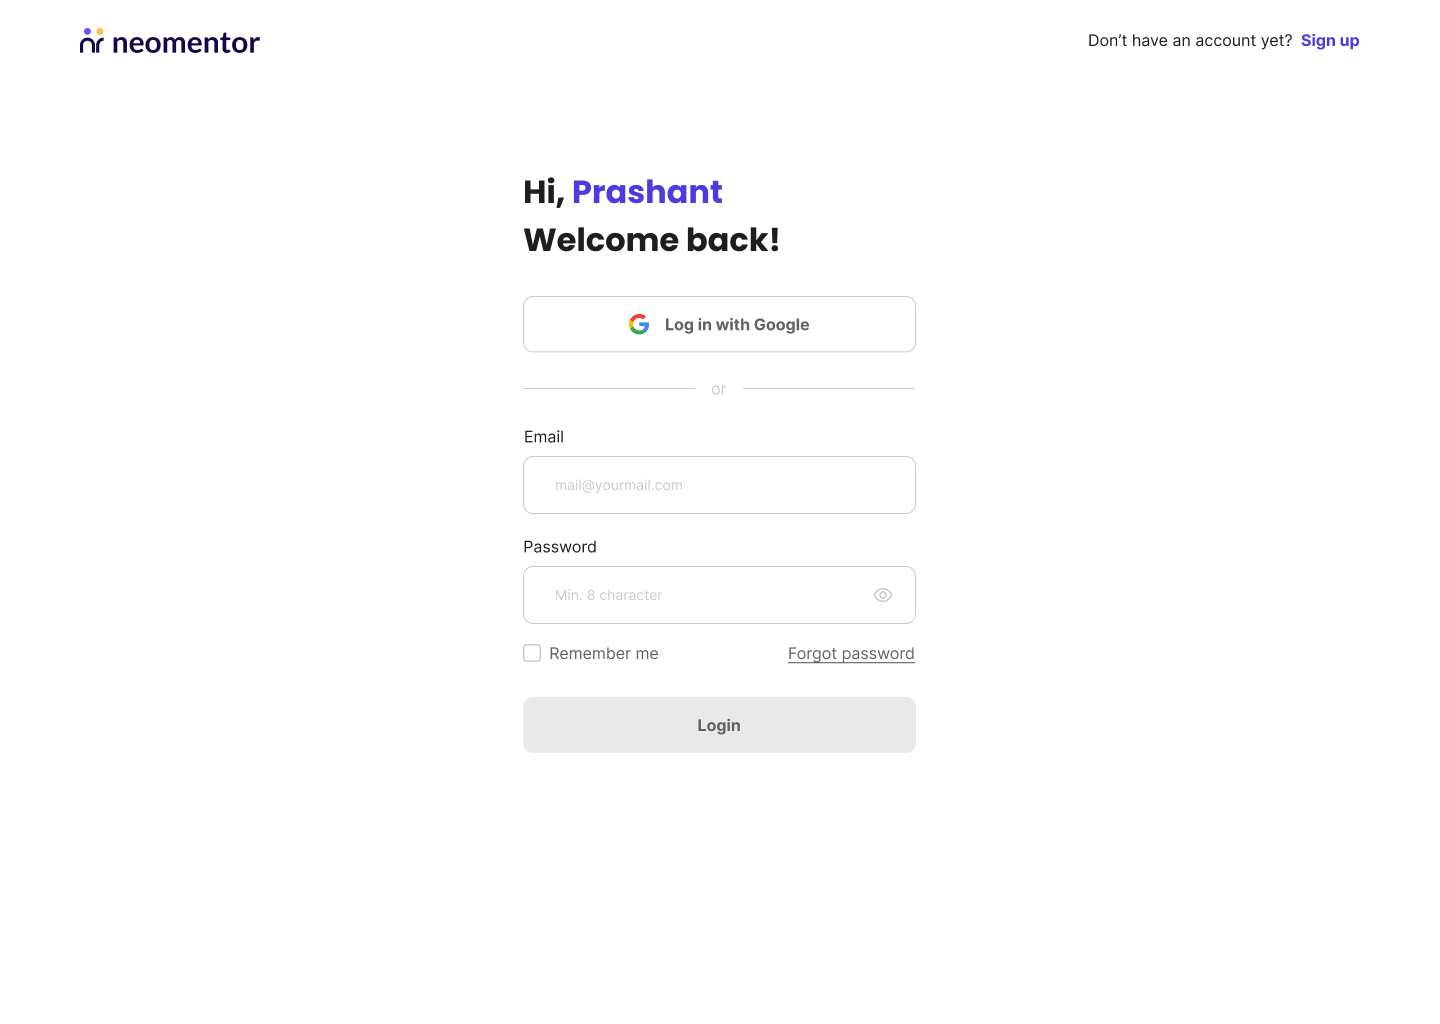 neomentor
Don’t have an account yet? Sign up
Hi, Prashant
Welcome back!
Log in with Google
or
Email
mail@yourmail.com
Password
Min. 8 character
Remember me
Forgot password
Login